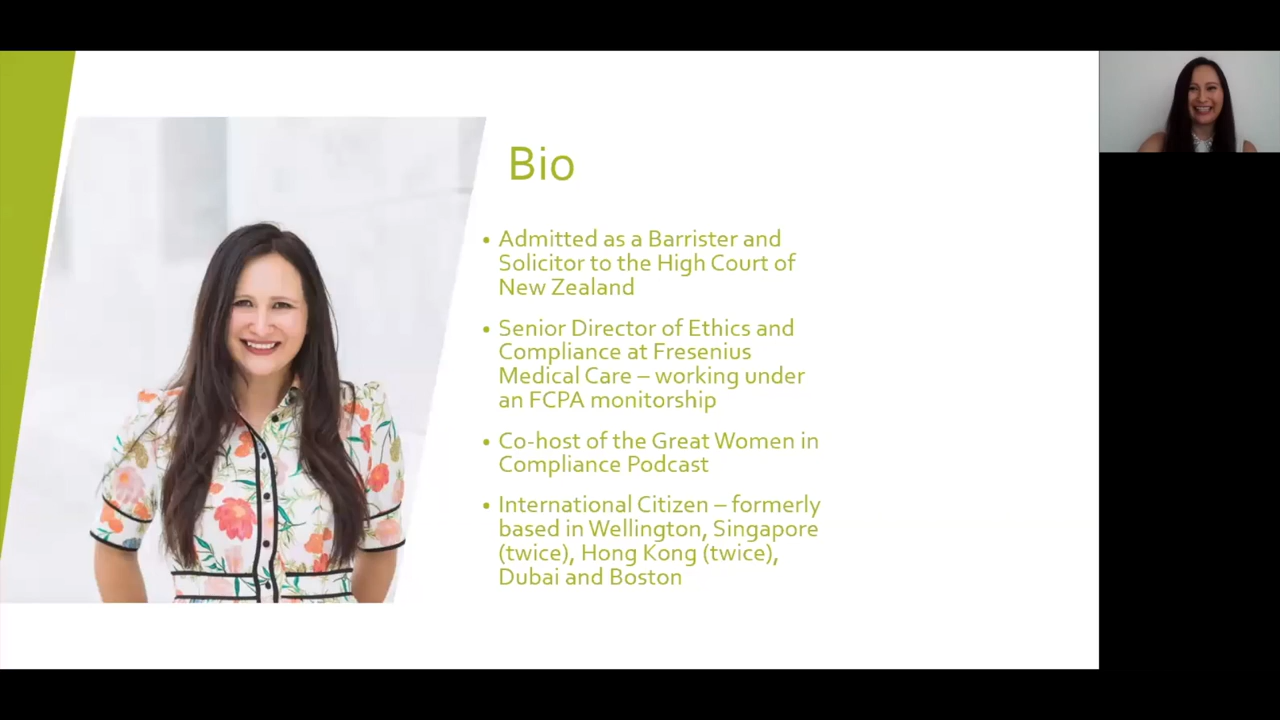 Bio
• Admitted as a Barrister and
Solicitor to the High Court of
New Zealand
• Senior Director of Ethics and
Compliance at Fresenius
Medical Care – working under
an FCPA monitorship
• Co-host of the Great Women in
Compliance Podcast
• International Citizen – formerly
based in Wellington, Singapore
(twice), Hong Kong (twice),
Dubai and Boston